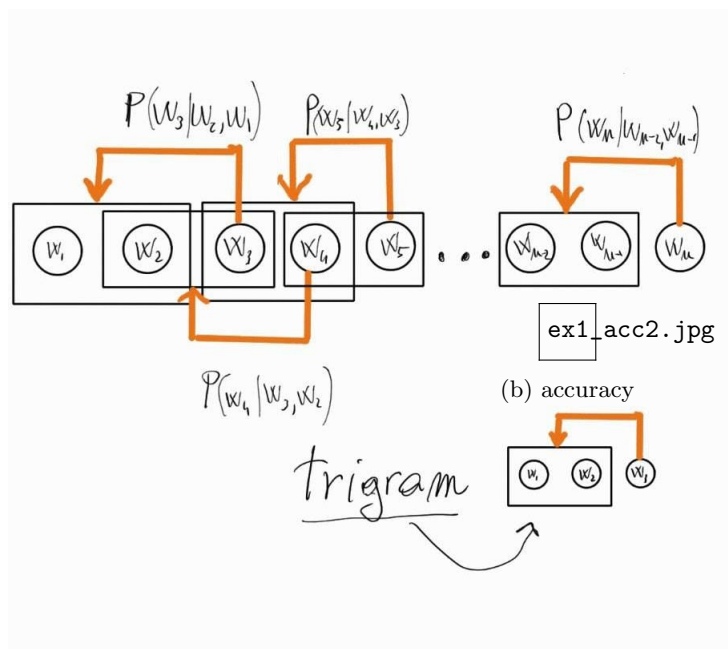 P(W₃|W₂,W₁) P(W₅|W₄,W₃) P(Wₙ|Wₙ₋₂,Wₙ₋₁)
W₁ W₂ W₃ W₄ W₅ ... Wₙ₋₂ Wₙ₋₁ Wₙ
ex1_acc2.jpg
P(W₄|W₃,W₂)
(b) accuracy
trigram
W₁ W₂ W₃